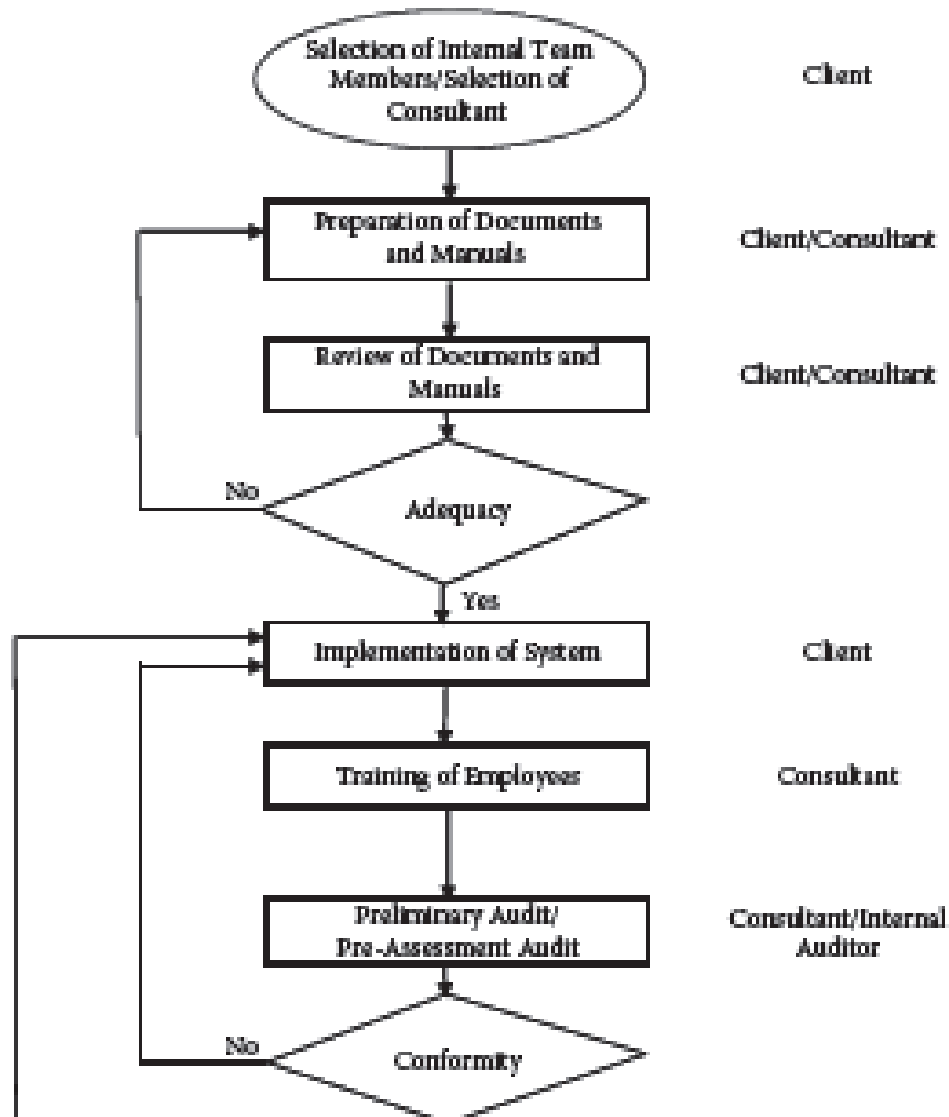 Selection of Internal Team
Members/Selection of
Consultant
Client
Preparation of Documents
and Manuals
Client/Consultant
Review of Documents and
Manuals
Client/Consultant
No
Adequacy
Yes
Implementation of System
Client
Training of Employees
Consultant
Preliminary Audit/
Pre-Assessment Audit
Consultant/Internal
Auditor
No
Conformity